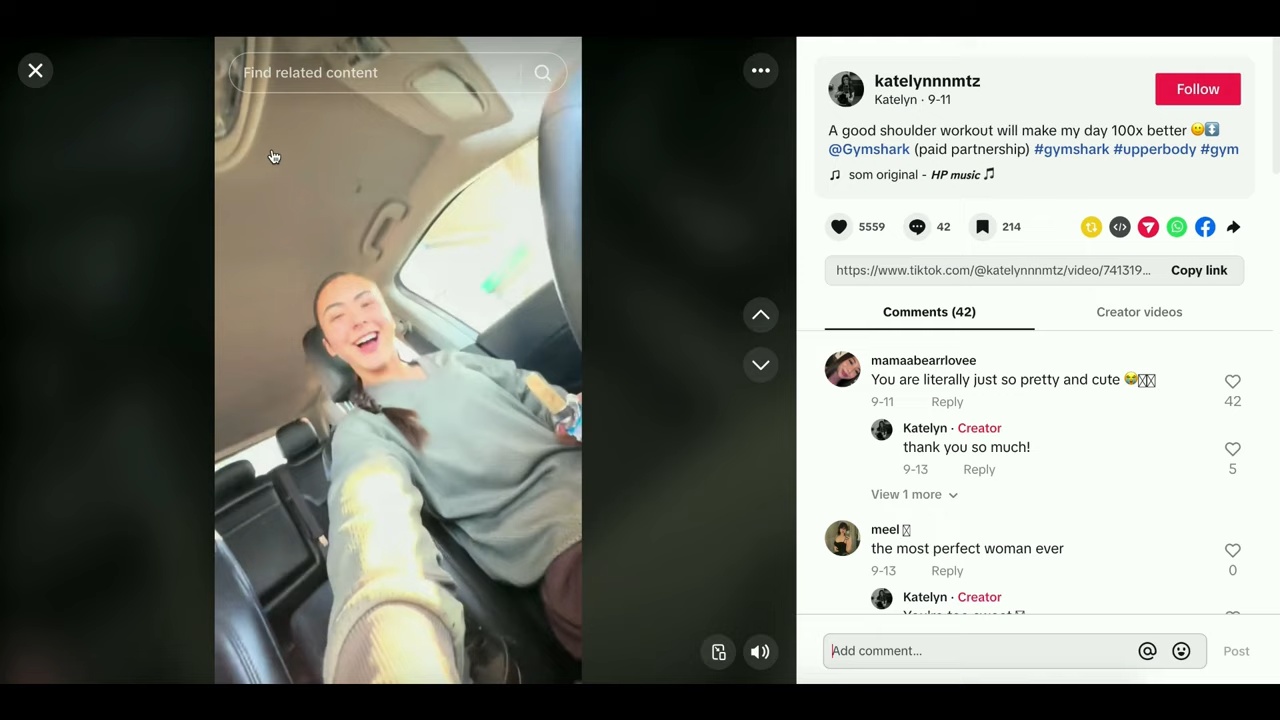 Find related content
katelynnnmtz
Katelyn · 9-11
Follow
A good shoulder workout will make my day 100x better 🙂↕️
@Gymshark (paid partnership) #gymshark #upperbody #gym
som original - HP music
5559
42
214
https://www.tiktok.com/@katelynnnmtz/video/741319...
Copy link
Comments (42)
Creator videos
mamaabearrlovee
You are literally just so pretty and cute 😭
9-11
Reply
42
Katelyn · Creator
thank you so much!
9-13
Reply
5
View 1 more
meel
the most perfect woman ever
9-13
Reply
0
Katelyn · Creator
Add comment...
Post